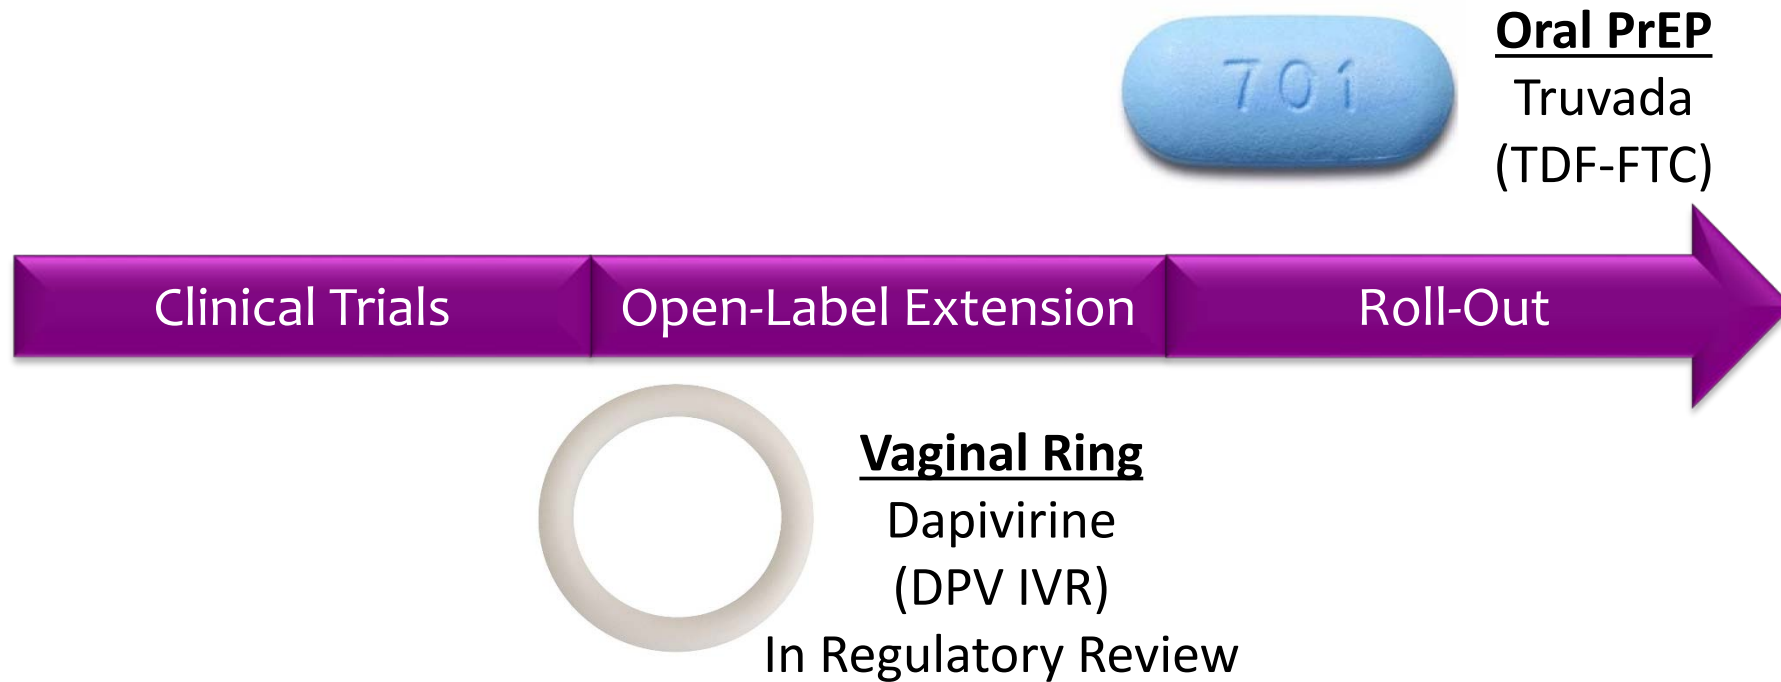 Oral PrEP
Truvada
(TDF-FTC)
701
Clinical Trials
Open-Label Extension
Roll-Out
Vaginal Ring
Dapivirine
(DPV IVR)
In Regulatory Review